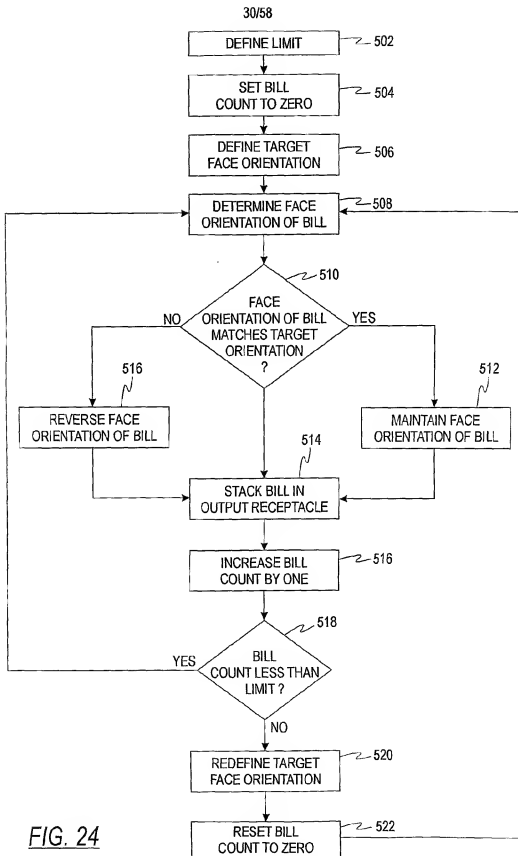 30/58
DEFINE LIMIT
502
SET BILL
COUNT TO ZERO
504
DEFINE TARGET
FACE ORIENTATION
506
DETERMINE FACE
ORIENTATION OF BILL
508
510
FACE
ORIENTATION OF BILL
MATCHES TARGET
ORIENTATION
?
NO
YES
516
REVERSE FACE
ORIENTATION OF BILL
512
MAINTAIN FACE
ORIENTATION OF BILL
514
STACK BILL IN
OUTPUT RECEPTACLE
INCREASE BILL
COUNT BY ONE
516
518
BILL
COUNT LESS THAN
LIMIT ?
YES
NO
REDEFINE TARGET
FACE ORIENTATION
520
RESET BILL
COUNT TO ZERO
522
FIG. 24